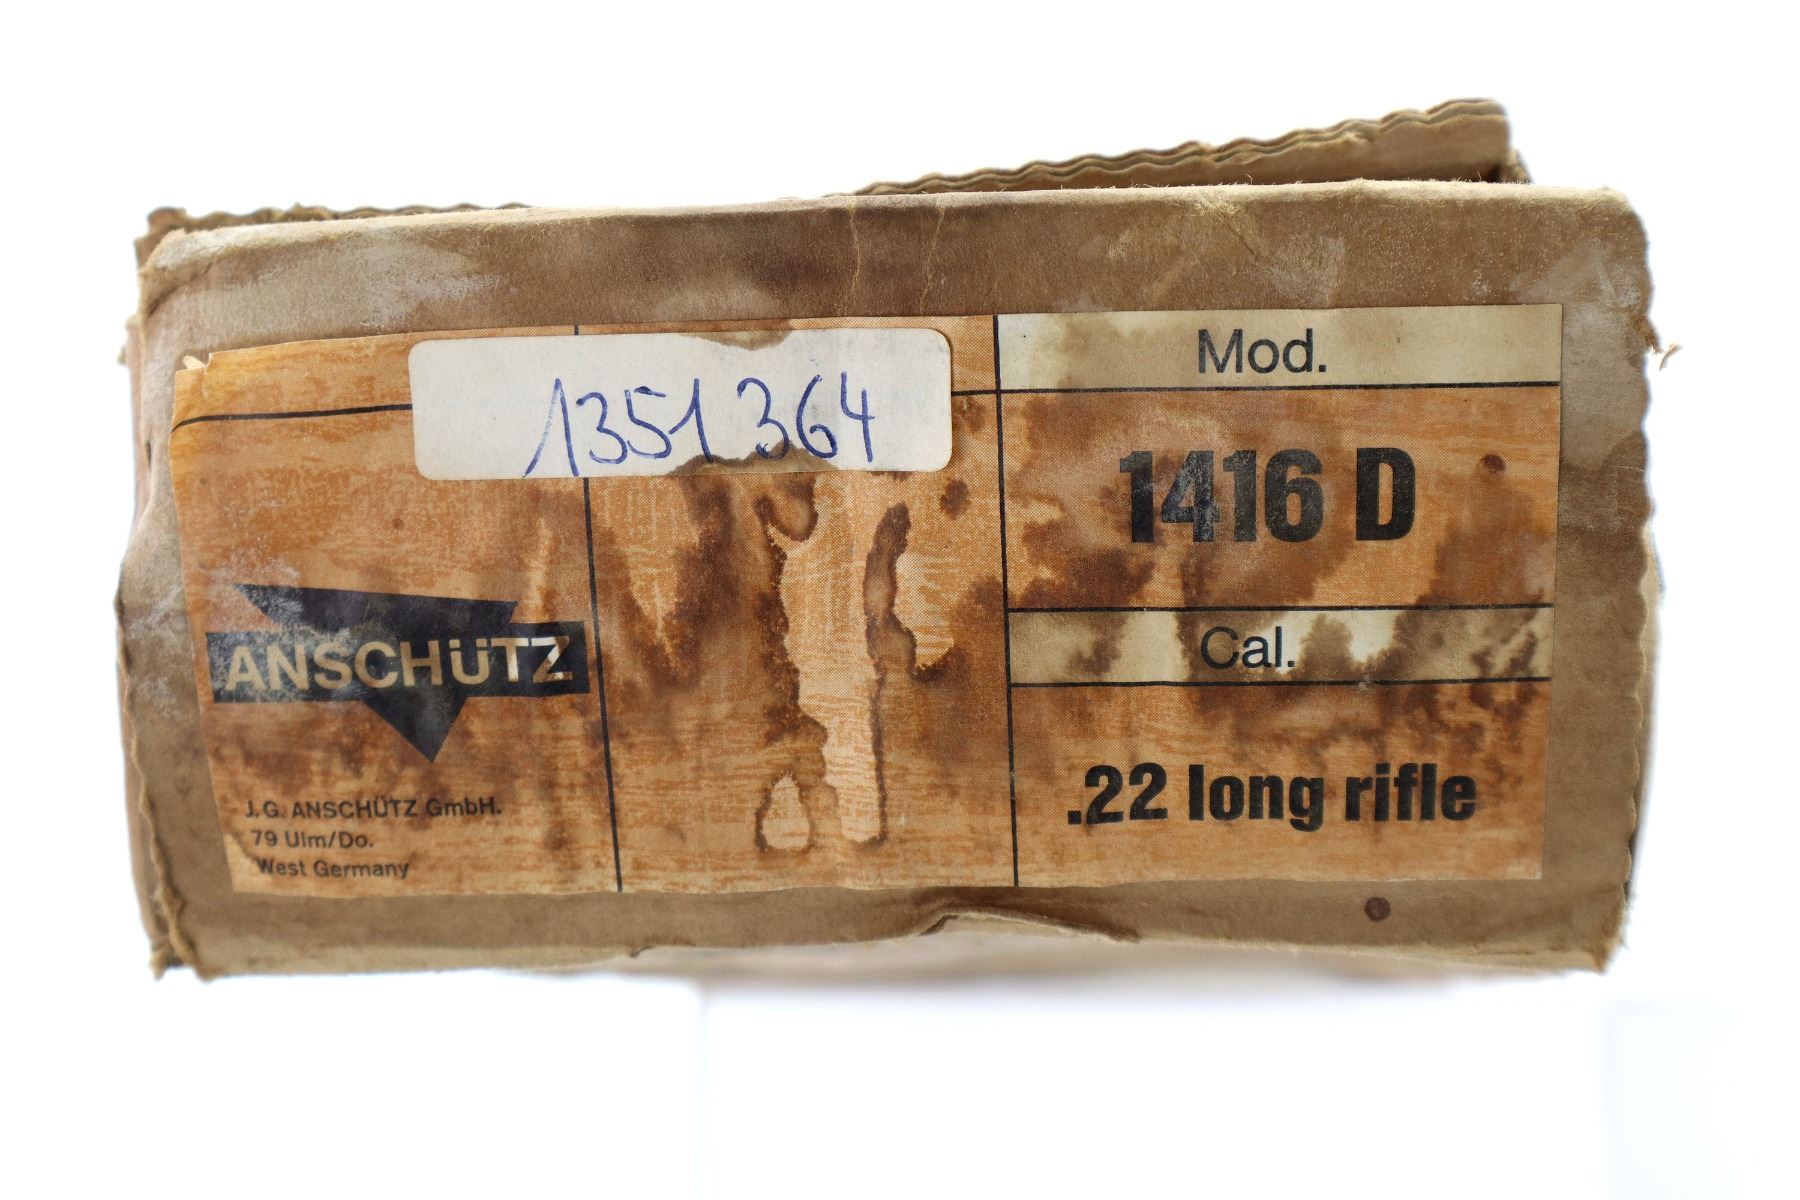 1351364
ANSCHÜTZ
J.G. ANSCHÜTZ GmbH.
79 Ulm/Do.
West Germany
Mod.
1416 D
Cal.
.22 long rifle